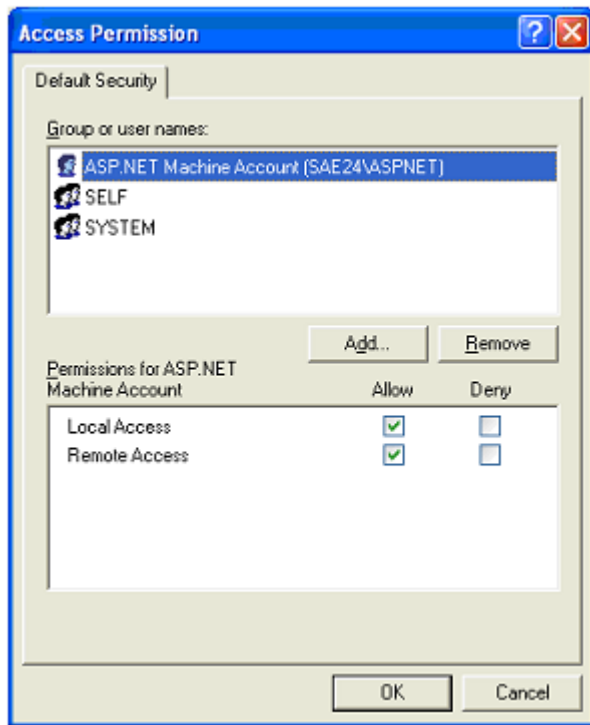 Access Permission
Default Security
Group or user names:
ASP.NET Machine Account (SAE24\ASPNET)
SELF
SYSTEM
Add... Remove
Permissions for ASP.NET
Machine Account Allow Deny
Local Access
Remote Access
OK Cancel